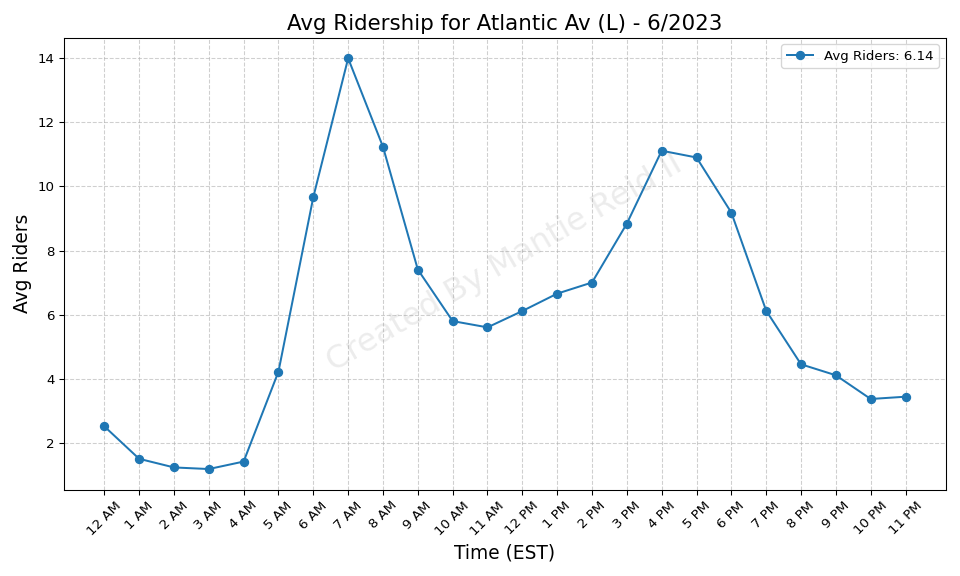 Avg Ridership for Atlantic Av (L) - 6/2023
Avg Riders: 6.14
14
12
10
8
6
4
2
Avg Riders
Created By Mantle Reid II
12 AM
1 AM
2 AM
3 AM
4 AM
5 AM
6 AM
7 AM
8 AM
9 AM
10 AM
11 AM
12 PM
1 PM
2 PM
3 PM
4 PM
5 PM
6 PM
7 PM
8 PM
9 PM
10 PM
11 PM
Time (EST)